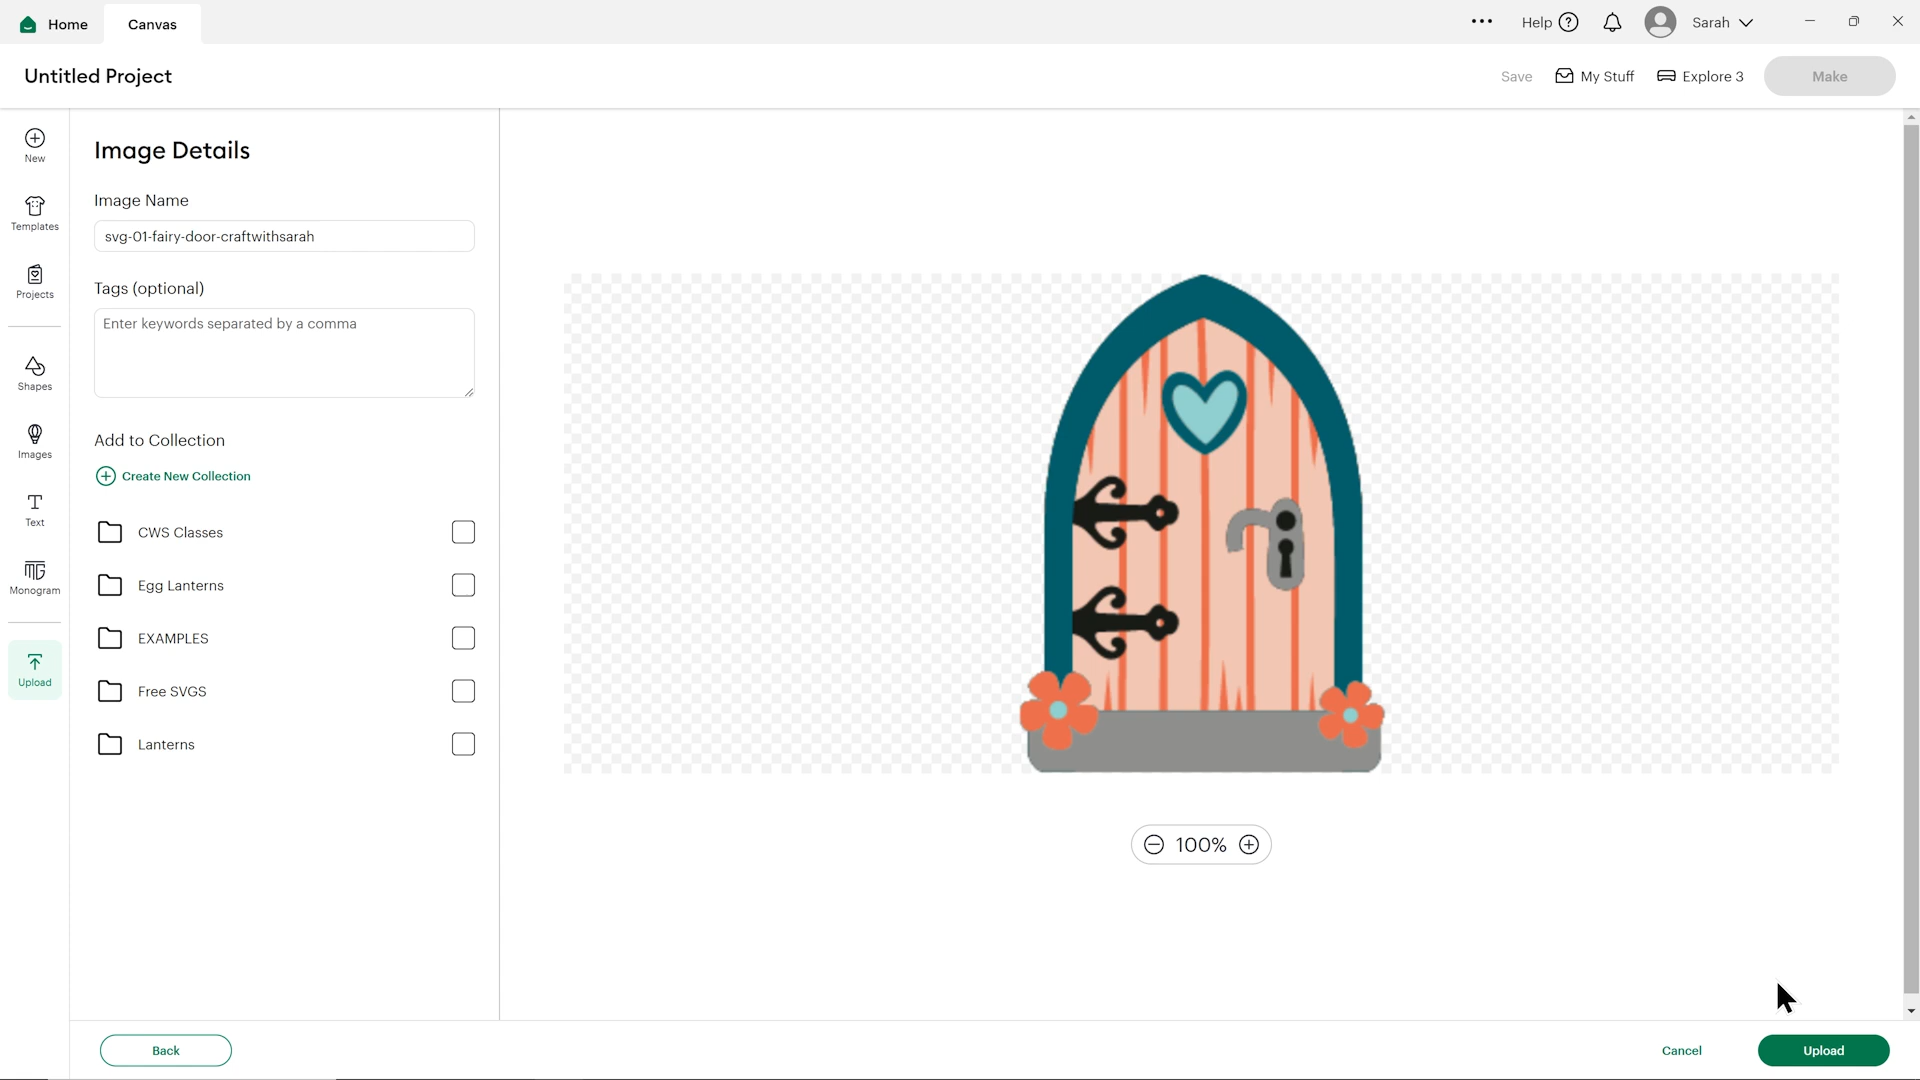 Home
Canvas
Help
Sarah
Untitled Project
Save
My Stuff
Explore 3
Make
New
Templates
Projects
Shapes
Images
Text
Monogram
Upload
Image Details
Image Name
svg-01-fairy-door-craftwithsarah
Tags (optional)
Enter keywords separated by a comma
Add to Collection
Create New Collection
CWS Classes
Egg Lanterns
EXAMPLES
Free SVGS
Lanterns
100%
Back
Cancel
Upload